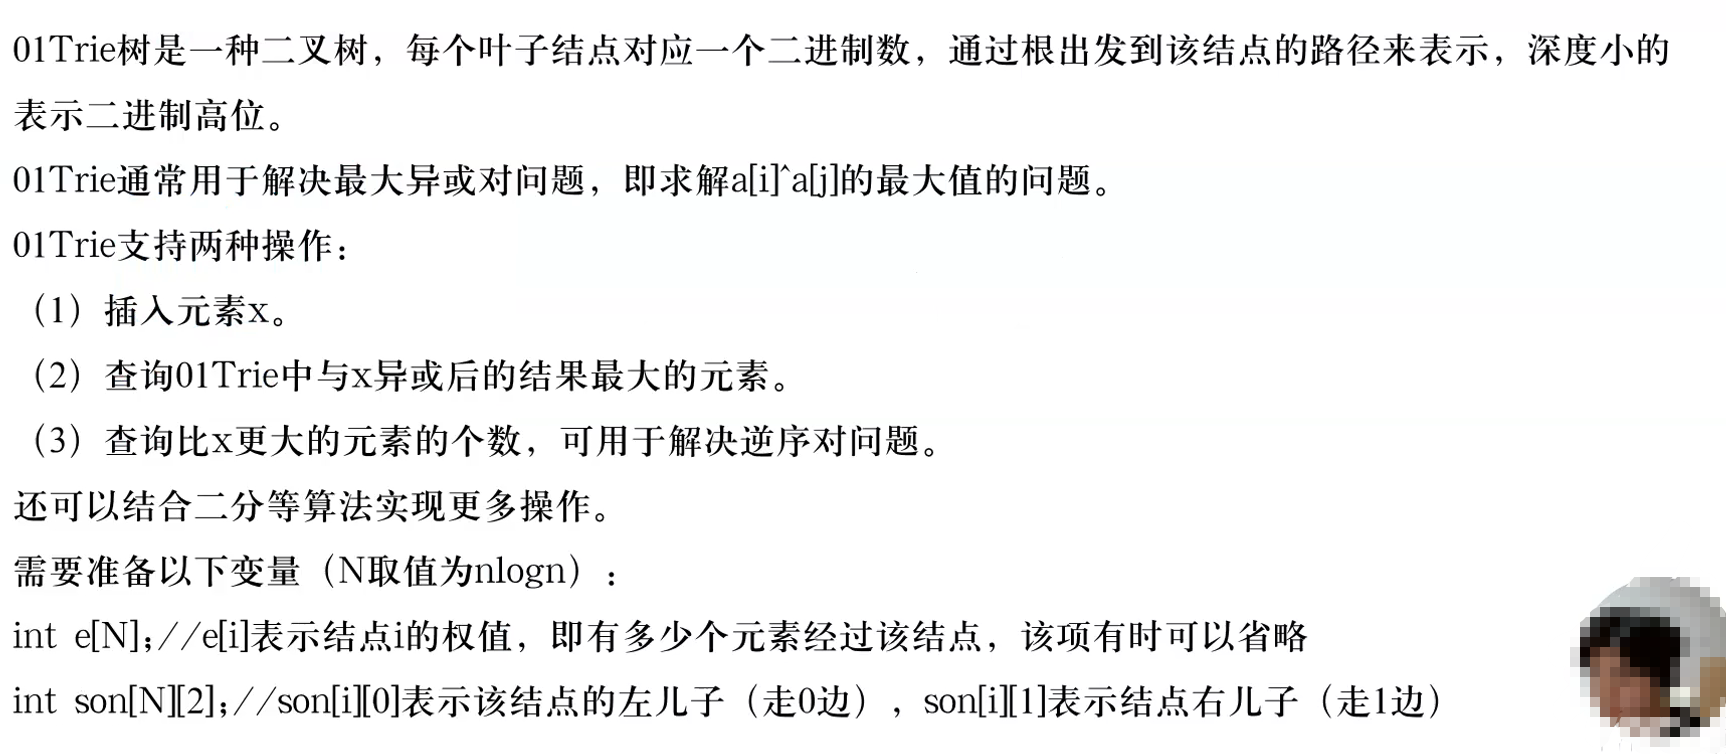 01Trie树是一种二叉树，每个叶子结点对应一个二进制数，通过根出发到该结点的路径来表示，深度小的
表示二进制高位。
01Trie通常用于解决最大异或对问题，即求解a[i]^a[j]的最大值的问题。
01Trie支持两种操作：
（1）插入元素x。
（2）查询01Trie中与x异或后的结果最大的元素。
（3）查询比x更大的元素的个数，可用于解决逆序对问题。
还可以结合二分等算法实现更多操作。
需要准备以下变量（N取值为nlogn）：
int e[N];//e[i]表示结点i的权值，即有多少个元素经过该结点，该项有时可以省略
int son[N][2];//son[i][0]表示该结点的左儿子（走0边），son[i][1]表示结点右儿子（走1边）